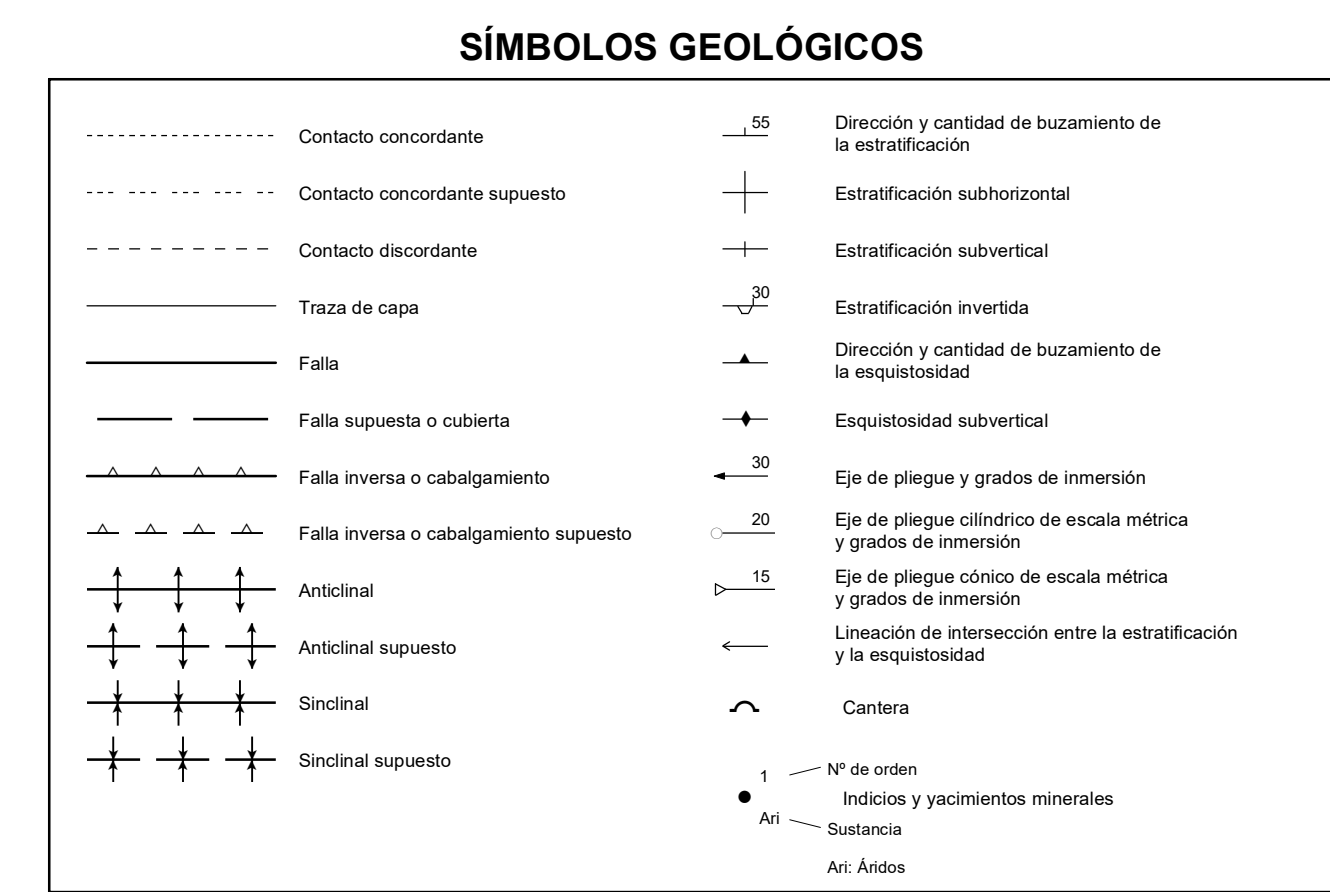 SÍMBOLOS GEOLÓGICOS
Contacto concordante
Contacto concordante supuesto
Contacto discordante
Traza de capa
Falla
Falla supuesta o cubierta
Falla inversa o cabalgamiento
Falla inversa o cabalgamiento supuesto
Anticlinal
Anticlinal supuesto
Sinclinal
Sinclinal supuesto
55
Dirección y cantidad de buzamiento de
la estratificación
Estratificación subhorizontal
Estratificación subvertical
30
Estratificación invertida
Dirección y cantidad de buzamiento de
la esquistosidad
Esquistosidad subvertical
30
Eje de pliegue y grados de inmersión
20
Eje de pliegue cilíndrico de escala métrica
y grados de inmersión
15
Eje de pliegue cónico de escala métrica
y grados de inmersión
Lineación de intersección entre la estratificación
y la esquistosidad
Cantera
1
Nº de orden
Indicios y yacimientos minerales
Ari
Sustancia
Ari: Áridos